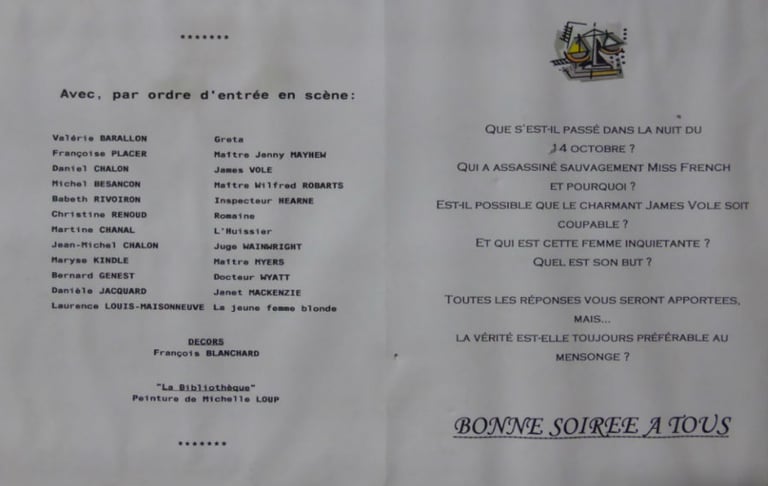 *******
Avec, par ordre d'entrée en scène:
Valérie BARALLON Greta
Françoise PLACER Maître Jenny MAYHEW
Daniel CHALON James VOLE
Michel BESANCON Maître Wilfred ROBARTS
Babeth RIVOIRON Inspecteur HEARNE
Christine RENOUD Romaine
Martine CHANAL L'Huissier
Jean-Michel CHALON Juge WAINWRIGHT
Maryse KINDLE Maître MYERS
Bernard GENEST Docteur WYATT
Danièle JACQUARD Janet MACKENZIE
Laurence LOUIS-MAISONNEUVE La jeune femme blonde
DECORS
François BLANCHARD
"La Bibliothèque"
Peinture de Michelle LOUP
*******
QUE S'EST-IL PASSÉ DANS LA NUIT DU
14 OCTOBRE ?
QUI A ASSASSINÉ SAUVAGEMENT MISS FRENCH
ET POURQUOI ?
EST-IL POSSIBLE QUE LE CHARMANT JAMES VOLE SOIT
COUPABLE ?
ET QUI EST CETTE FEMME INQUIETANTE ?
QUEL EST SON BUT ?
TOUTES LES RÉPONSES VOUS SERONT APPORTEES,
MAIS...
LA VÉRITÉ EST-ELLE TOUJOURS PRÉFÉRABLE AU
MENSONGE ?
BONNE SOIREE A TOUS